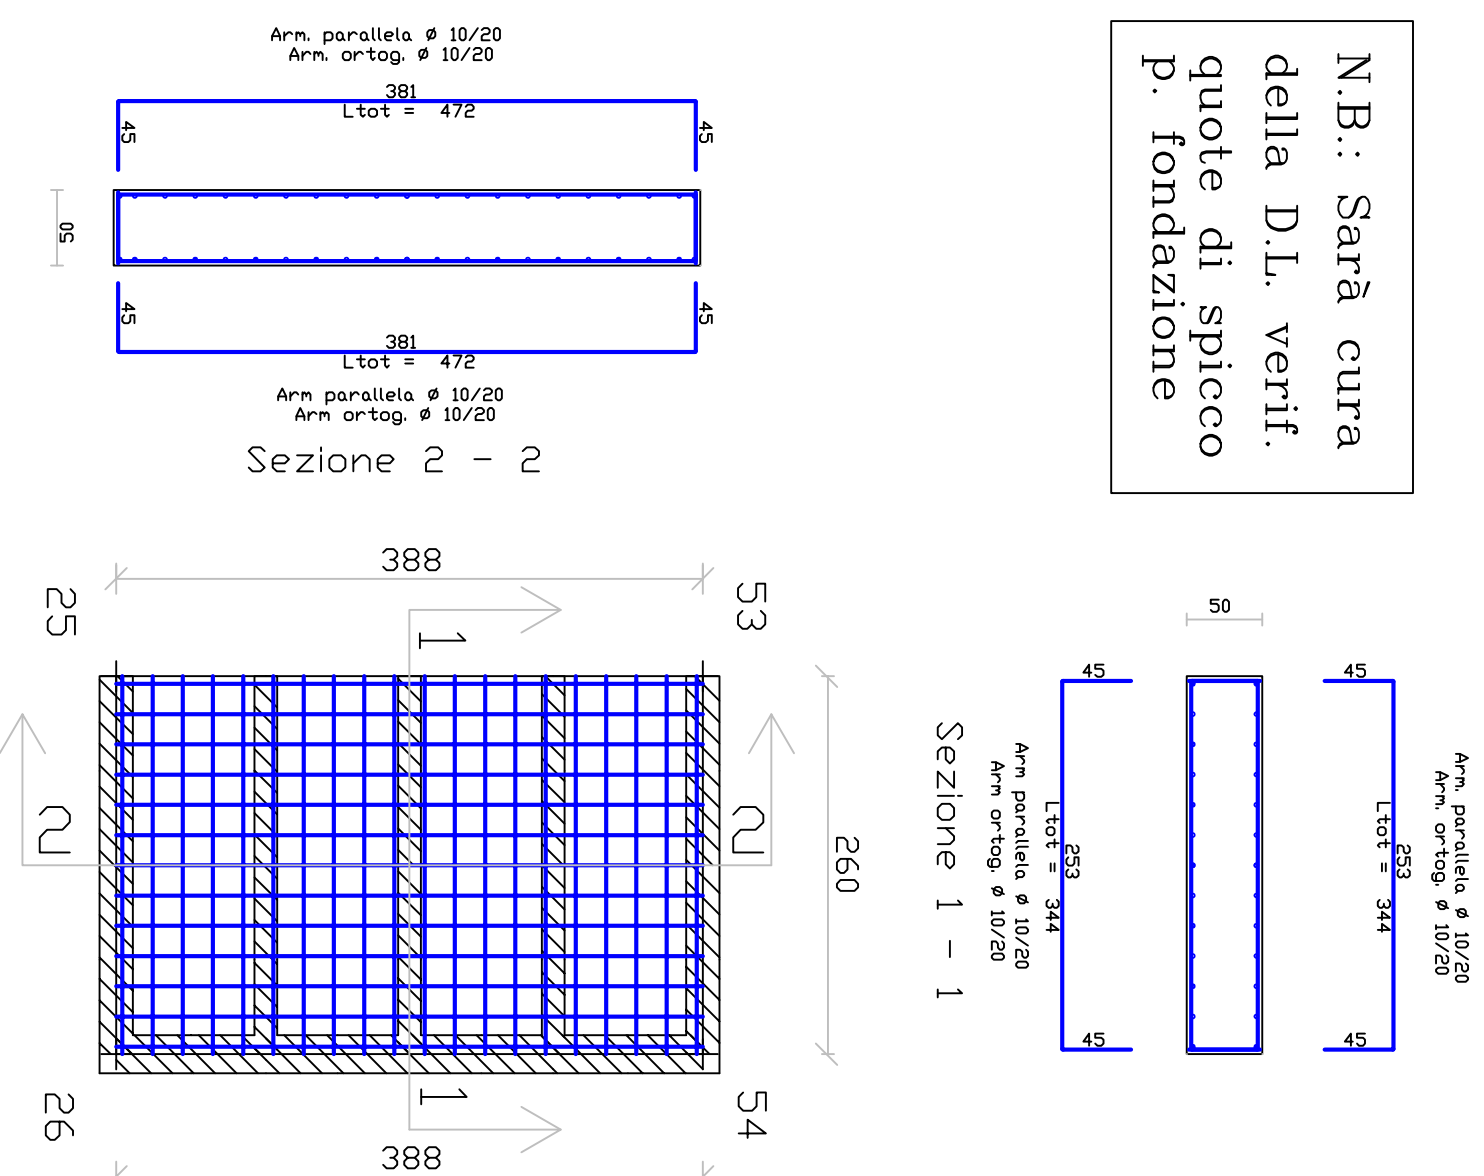 Arm. parallela ø 10/20
Arm. ortog. ø 10/20
381
Ltot = 472
45
45
50
45
45
381
Ltot = 472
Arm parallela ø 10/20
Arm ortog. ø 10/20
Sezione 2 - 2
N.B.: Sarà cura
della D.L. verif.
quote di spicco
p. fondazione
388
25
53
1
2
2
260
1
26
54
388
50
45
45
253
Ltot = 344
Arm parallela ø 10/20
Arm ortog. ø 10/20
Sezione 1 - 1
45
45
253
Ltot = 344
Arm. parallela ø 10/20
Arm. ortog. ø 10/20